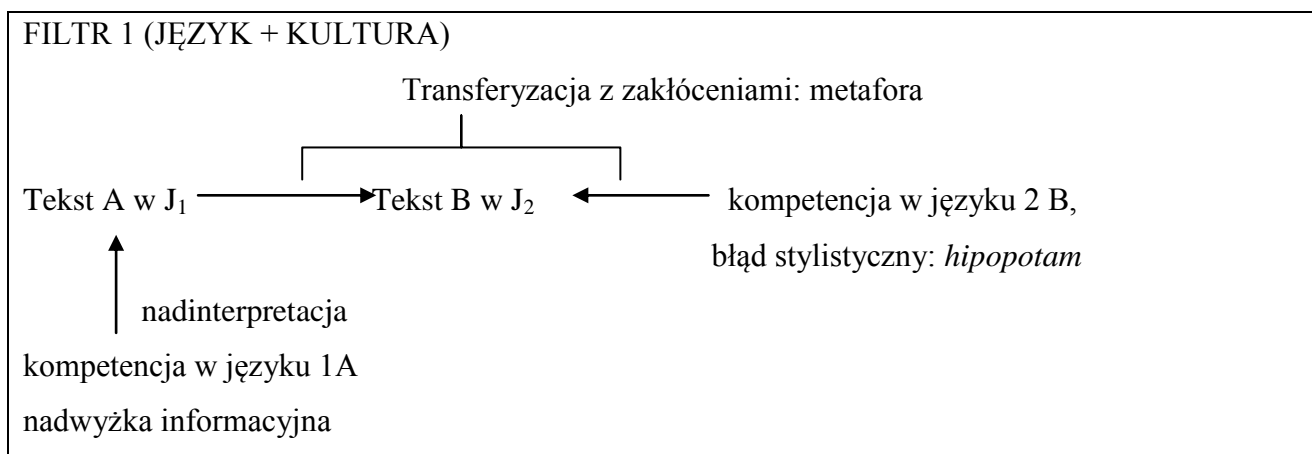 FILTR 1 (JĘZYK + KULTURA)
Transferyzacja z zakłóceniami: metafora
Tekst A w J₁ Tekst B w J₂ kompetencja w języku 2 B,
błąd stylistyczny: hipopotam
nadinterpretacja
kompetencja w języku 1A
nadwyżka informacyjna